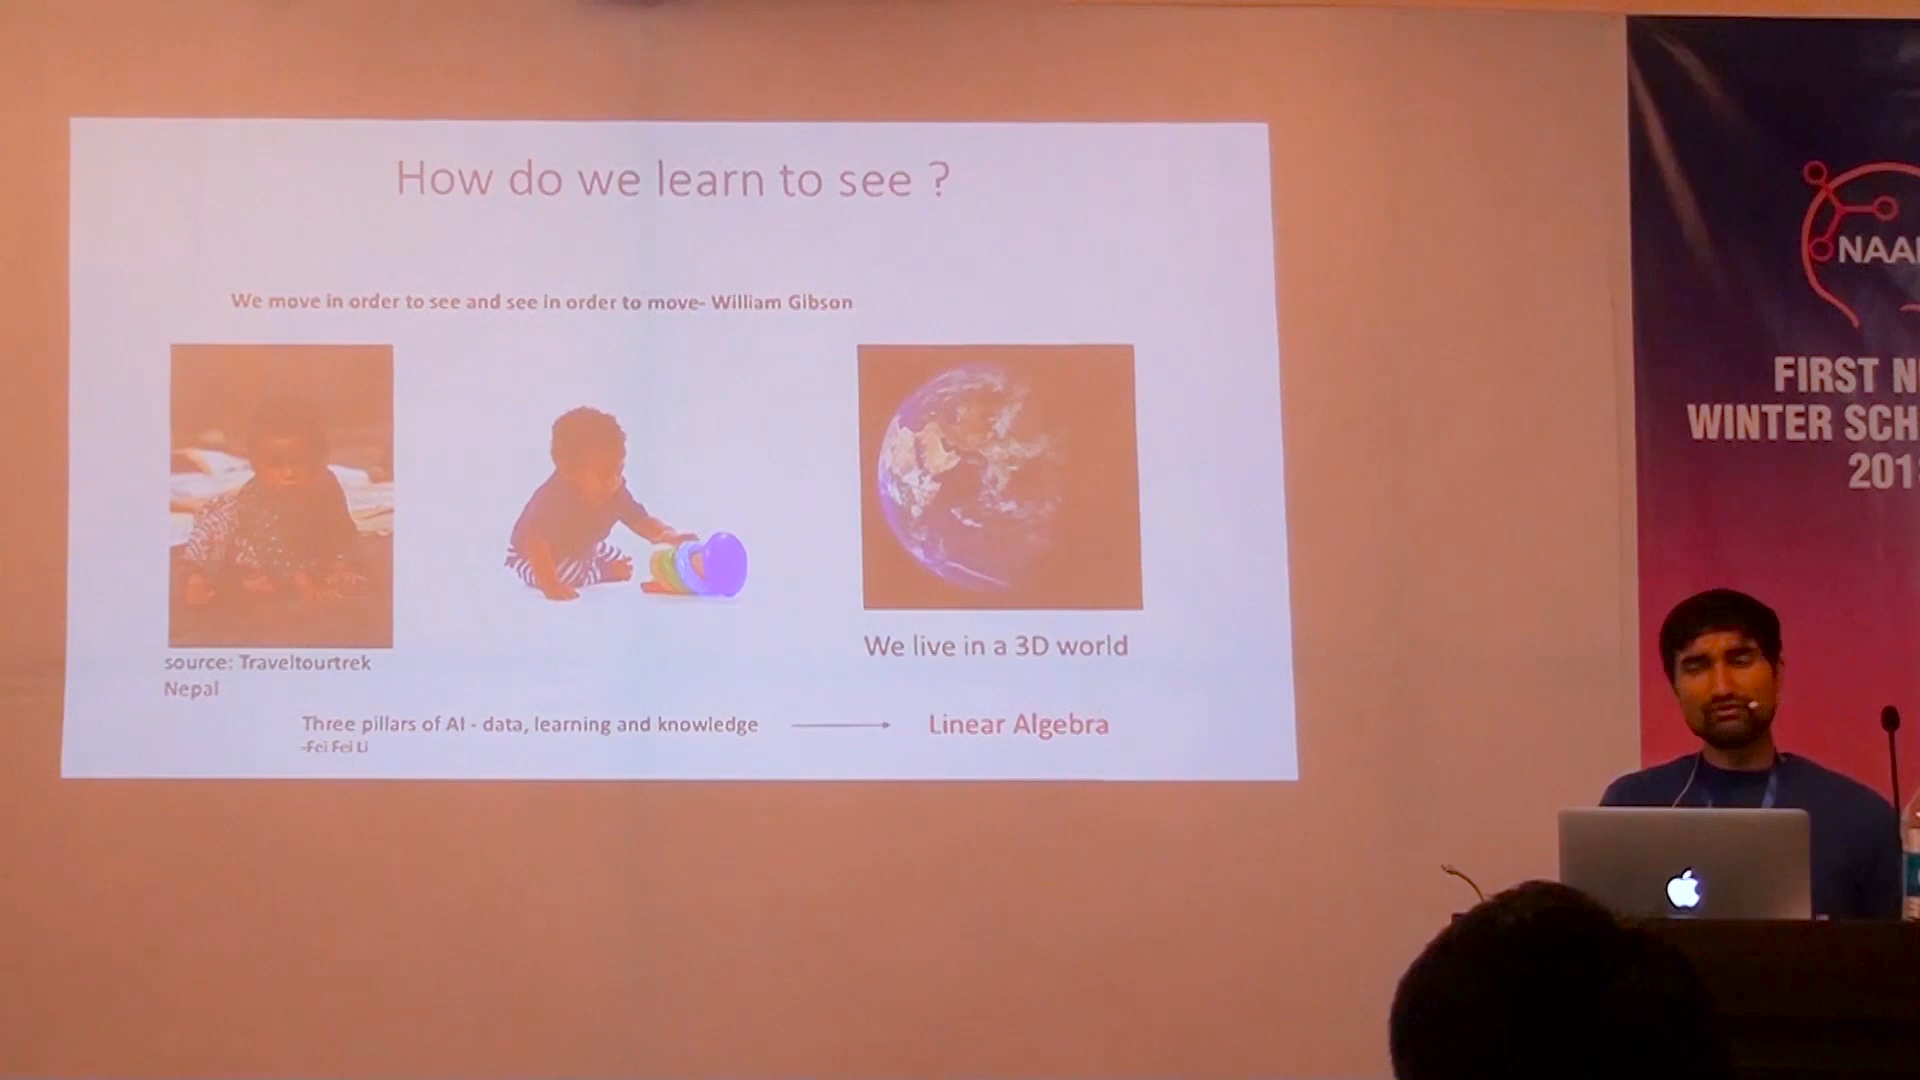 How do we learn to see ?
We move in order to see and see in order to move- William Gibson
source: Traveltourtrek
Nepal
We live in a 3D world
Three pillars of AI - data, learning and knowledge
-Fei Fei Li
Linear Algebra
NAA
FIRST N
WINTER SCH
201